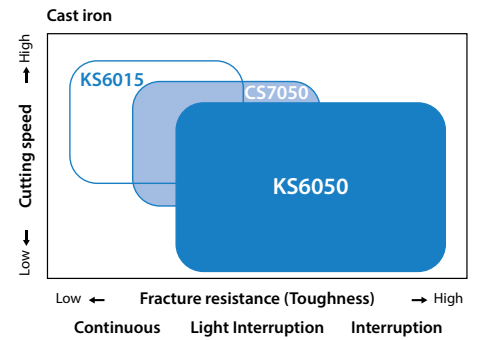 Cast iron
High
KS6015
CS7050
KS6050
Cutting speed
Low
Low Fracture resistance (Toughness) High
Continuous Light Interruption Interruption